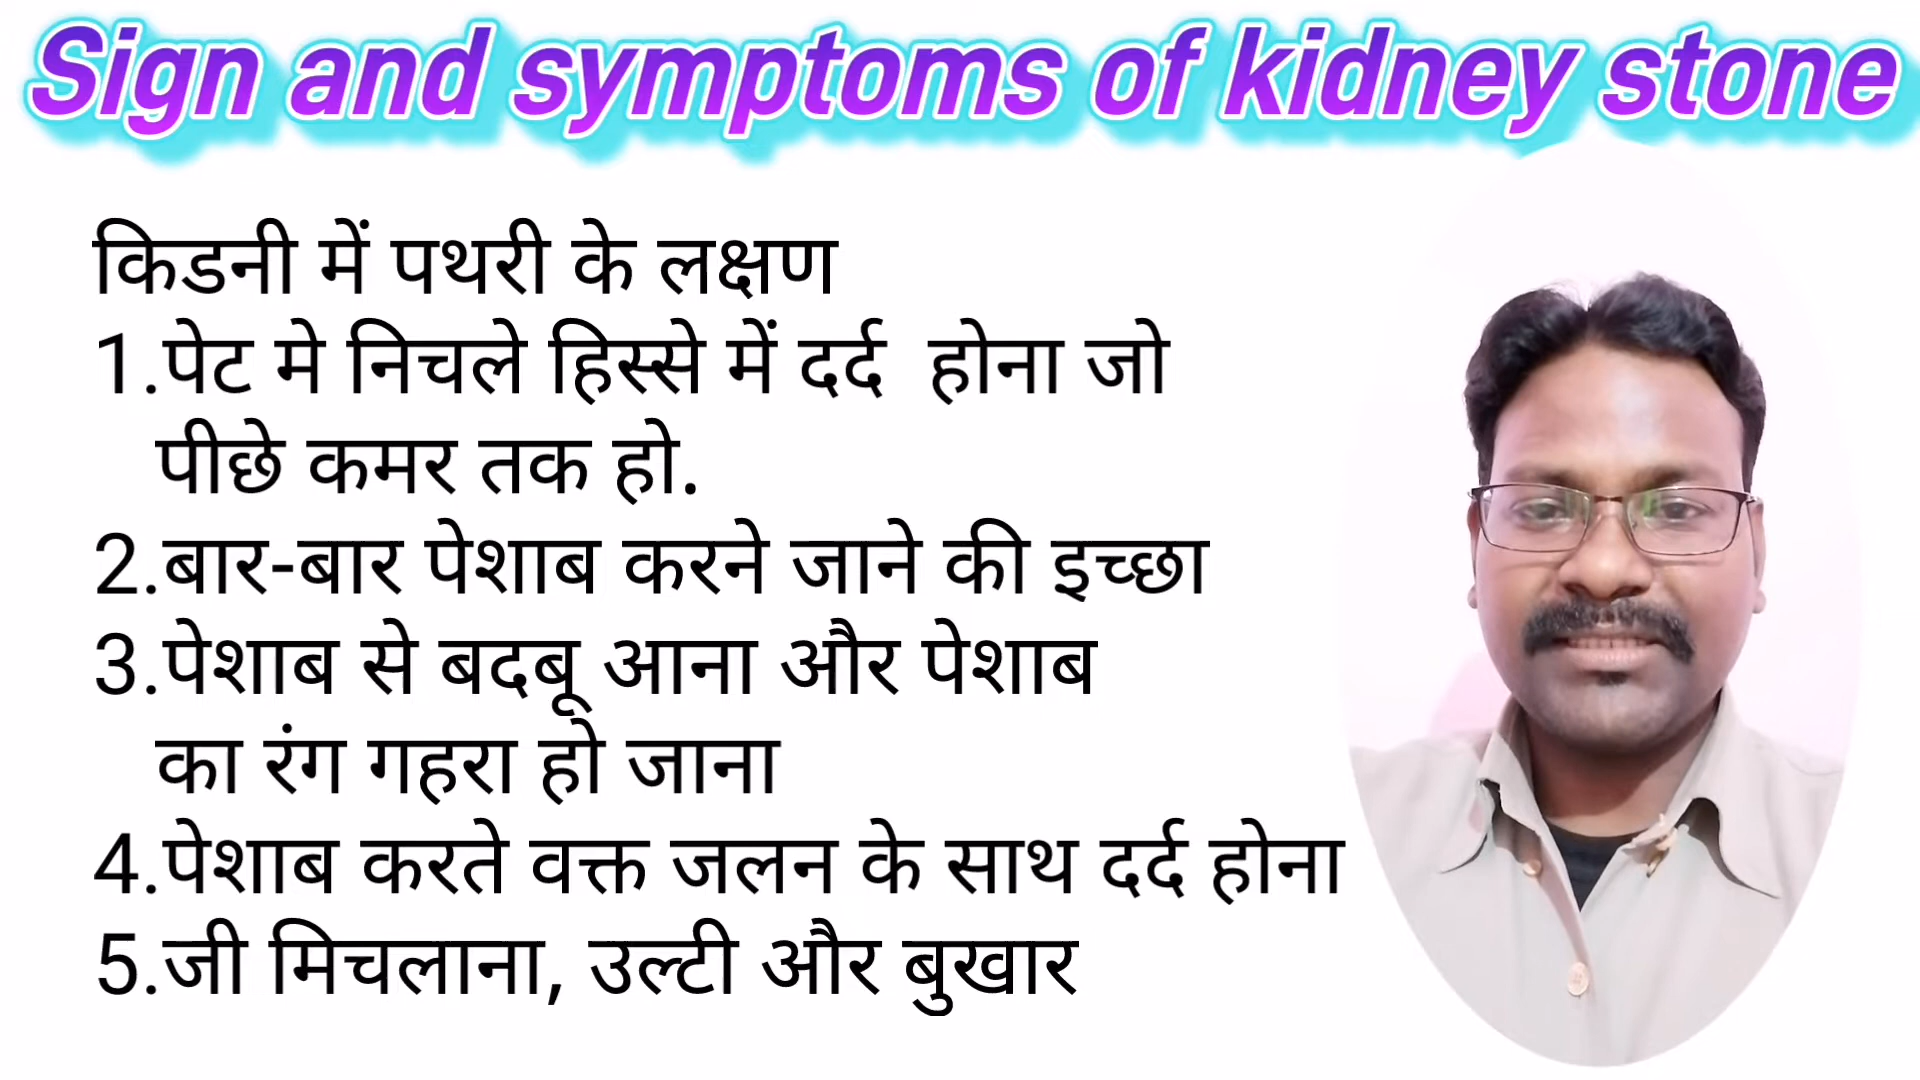 Sign and symptoms of kidney stone
किडनी में पथरी के लक्षण
1.पेट मे निचले हिस्से में दर्द  होना जो
पीछे कमर तक हो.
2.बार-बार पेशाब करने जाने की इच्छा
3.पेशाब से बदबू आना और पेशाब
का रंग गहरा हो जाना
4.पेशाब करते वक्त जलन के साथ दर्द होना
5.जी मिचलाना, उल्टी और बुखार